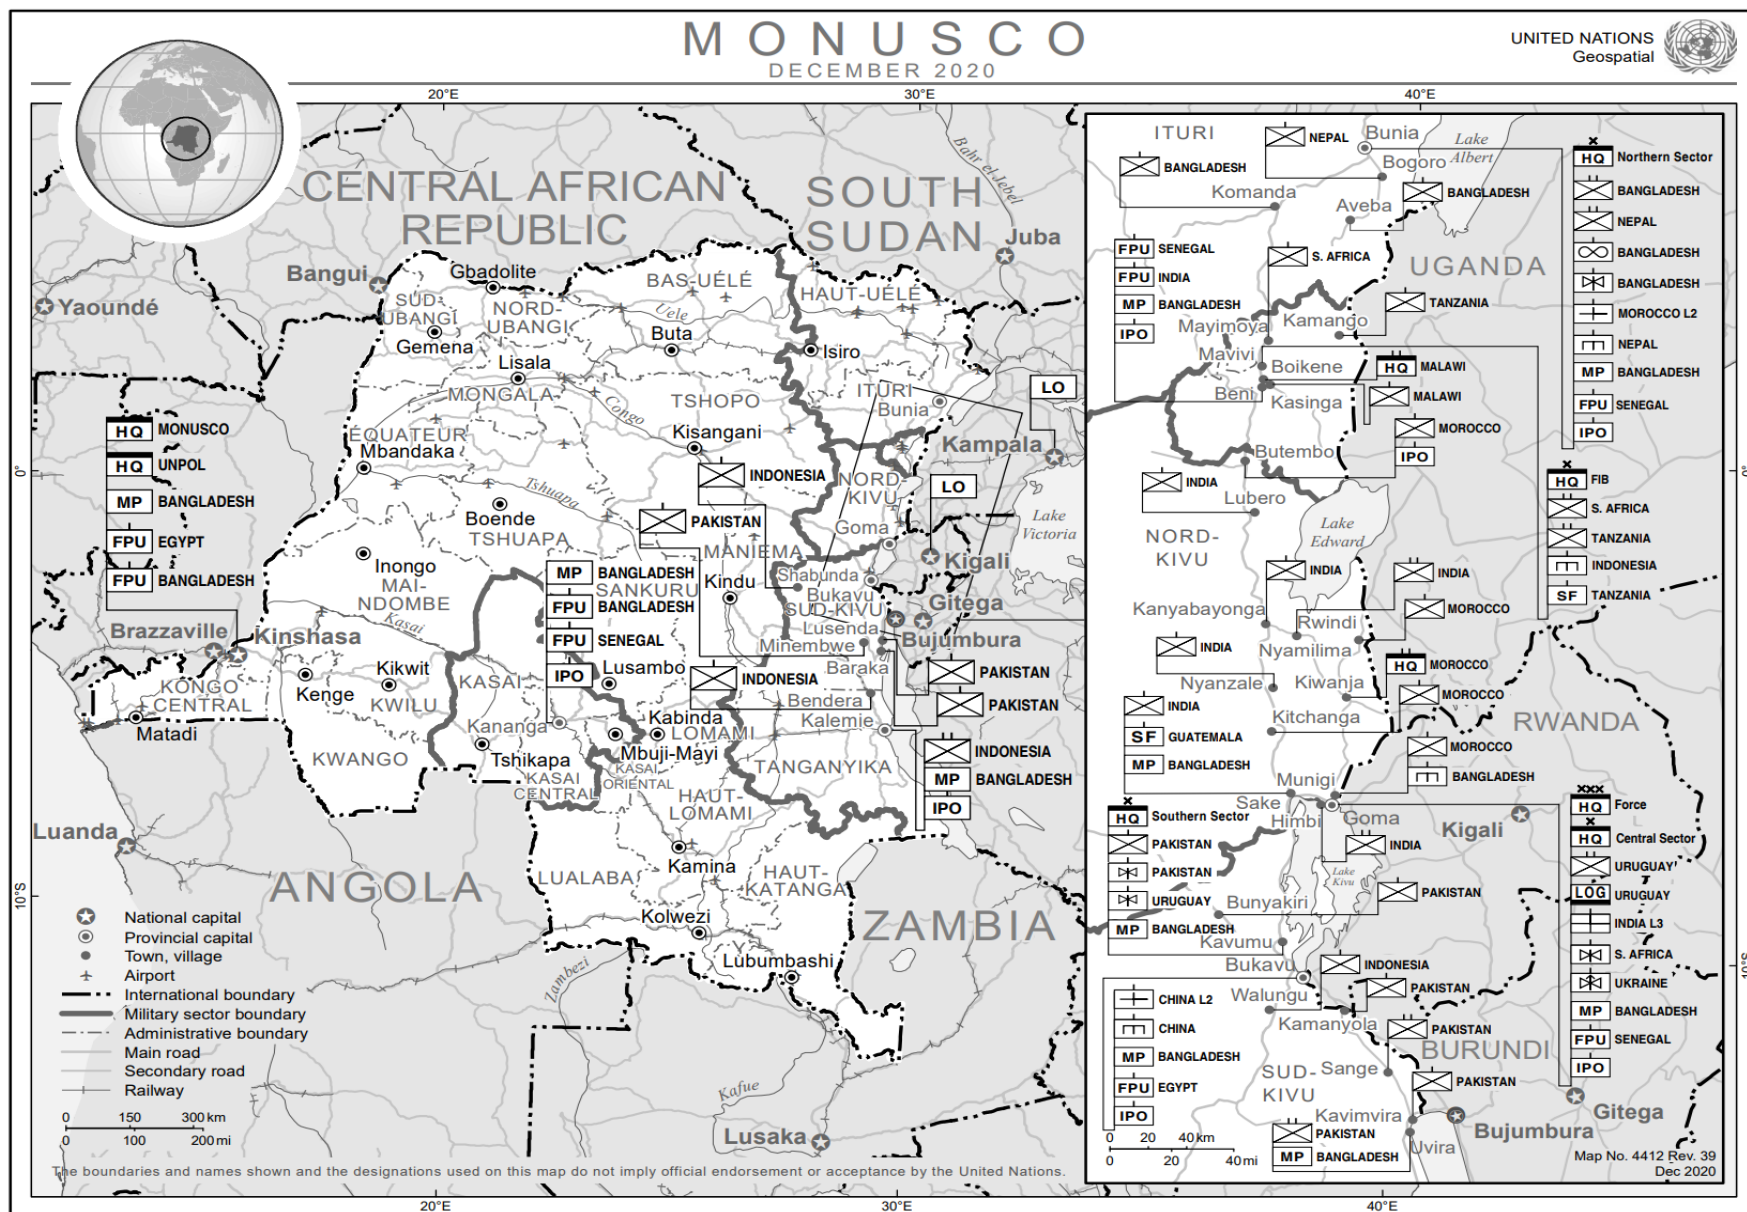 MONUSCO
DECEMBER 2020
UNITED NATIONS
Geospatial
20°E
30°E
40°E
0°
10°S
CENTRAL AFRICAN
REPUBLIC
SOUTH
SUDAN
Bahr el Jebel
Juba
Bangui
Yaoundé
Gbadolite
SUD-
UBANGI
NORD-
UBANGI
Gemena
BAS-UÉLÉ
Uele
Buta
HAUT-UÉLÉ
Isiro
Lisala
MONGALA
Congo
TSHOPO
ITURI
Bunia
LO
Kampala
ÉQUATEUR
Mbandaka
Kisangani
INDONESIA
NORD-
KIVU
LO
Tshuapa
Boende
TSHUAPA
PAKISTAN
Goma
Lake
Victoria
Kigali
HQ MONUSCO
HQ UNPOL
MP BANGLADESH
FPU EGYPT
FPU BANGLADESH
Inongo
MAI-
NDOMBE
Kasai
MANIEMA
Kindu
Shabunda
Bukavu
SUD-KIVU
Gitega
MP BANGLADESH
SANKURU
FPU BANGLADESH
FPU SENEGAL
IPO
Lusambo
Lusenda
Minembwe
Bujumbura
Baraka
PAKISTAN
PAKISTAN
INDONESIA
Bendera
Kalemie
Brazzaville
Kinshasa
Kikwit
Kenge
KWILU
KONGO
CENTRAL
Matadi
KWANGO
KASAI
Kananga
Tshikapa
KASAI
CENTRAL
Kabinda
LOMAMI
Mbuji-Mayi
KASAI
ORIENTAL
TANGANYIKA
INDONESIA
MP BANGLADESH
IPO
HAUT-
LOMAMI
Kamina
Luanda
ANGOLA
LUALABA
HAUT-
KATANGA
Kolwezi
Lubumbashi
ZAMBIA
Zambezi
Kafue
Lusaka
National capital
Provincial capital
Town, village
Airport
International boundary
Military sector boundary
Administrative boundary
Main road
Secondary road
Railway
0 150 300 km
0 100 200 mi
The boundaries and names shown and the designations used on this map do not imply official endorsement or acceptance by the United Nations.
20°E
30°E
40°E
10°S
0°
ITURI
NEPAL
Bunia
Lake
Albert
BANGLADESH
Bogoro
Komanda
BANGLADESH
Aveba
HQ Northern Sector
BANGLADESH
NEPAL
BANGLADESH
BANGLADESH
MOROCCO L2
NEPAL
MP BANGLADESH
FPU SENEGAL
IPO
FPU SENEGAL
FPU INDIA
MP BANGLADESH
IPO
S. AFRICA
UGANDA
TANZANIA
Mayimoya
Kamango
Mavivi
Boikene
HQ MALAWI
Beni
Kasinga
MALAWI
MOROCCO
IPO
Butembo
INDIA
Lubero
HQ FIB
S. AFRICA
TANZANIA
INDONESIA
SF TANZANIA
NORD-
KIVU
Lake
Edward
INDIA
INDIA
Kanyabayonga
MOROCCO
Rwindi
INDIA
Nyamilima
HQ MOROCCO
Nyanzale
Kiwanja
MOROCCO
INDIA
SF GUATEMALA
MP BANGLADESH
Kitchanga
RWANDA
MOROCCO
BANGLADESH
Munigi
Sake
Himbi
Goma
Kigali
HQ Southern Sector
PAKISTAN
PAKISTAN
URUGUAY
MP BANGLADESH
INDIA
Lake
Kivu
HQ Force
HQ Central Sector
URUGUAY
LOG URUGUAY
INDIA L3
S. AFRICA
UKRAINE
MP BANGLADESH
FPU SENEGAL
IPO
PAKISTAN
Bunyakiri
Kavumu
Bukavu
INDONESIA
PAKISTAN
Walungu
Kamanyola
CHINA L2
CHINA
MP BANGLADESH
FPU EGYPT
IPO
PAKISTAN
BURUNDI
SUD-
KIVU
Sange
PAKISTAN
Gitega
Kavimvira
Bujumbura
Uvira
PAKISTAN
MP BANGLADESH
0 20 40 km
0 20 40 mi
Map No. 4412 Rev. 39
Dec 2020